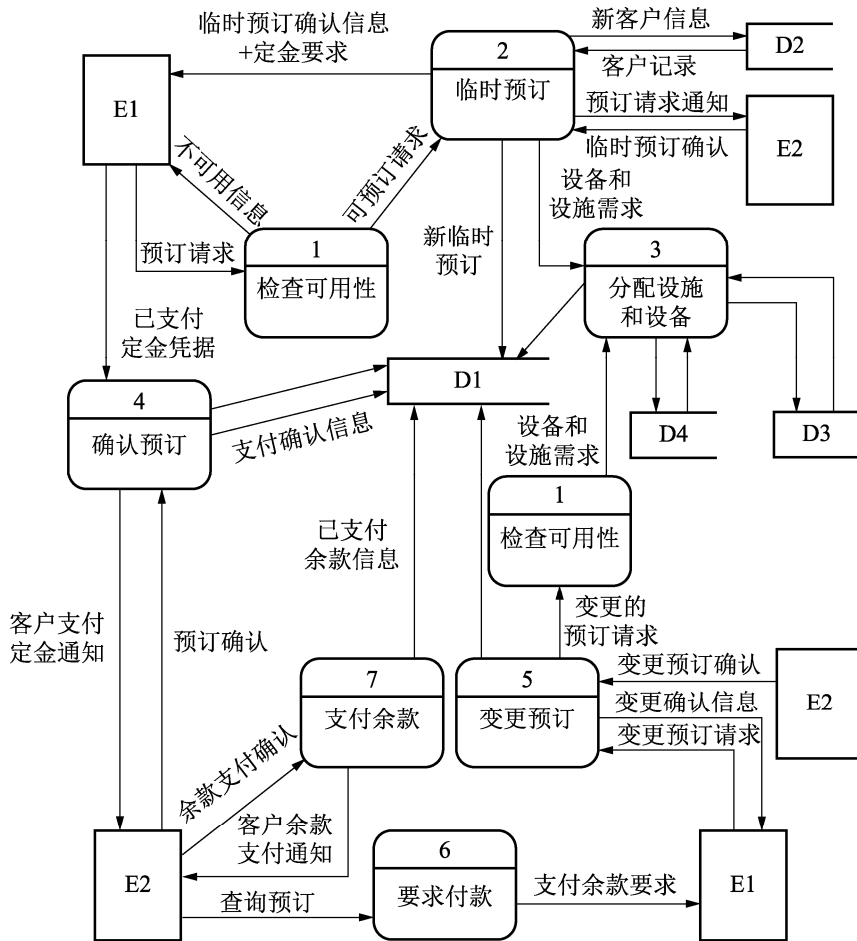 临时预订确认信息
+定金要求
2
临时预订
新客户信息
客户记录
D2
E1
预订请求通知
临时预订确认
E2
不可用信息
可预订请求
设备和
设施需求
预订请求
1
检查可用性
新临时
预订
3
分配设施
和设备
已支付
定金凭据
D1
4
确认预订
支付确认信息
设备和
设施需求
D4
D3
1
检查可用性
已支付
余款信息
客户支付
定金通知
预订确认
变更的
预订请求
7
支付余款
5
变更预订
变更预订确认
变更确认信息
变更预订请求
E2
余款支付确认
客户余款
支付通知
E2
查询预订
6
要求付款
支付余款要求
E1